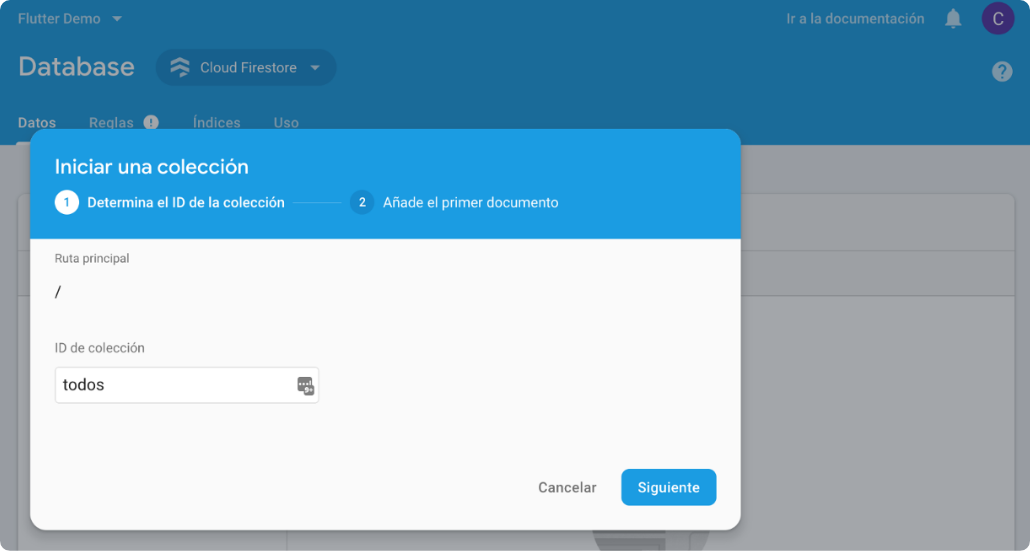 Flutter Demo
Ir a la documentación
C
Database
Cloud Firestore
?
Datos
Reglas
!
Índices
Uso
Iniciar una colección
1 Determina el ID de la colección
2 Añade el primer documento
Ruta principal
/
ID de colección
todos
Cancelar
Siguiente